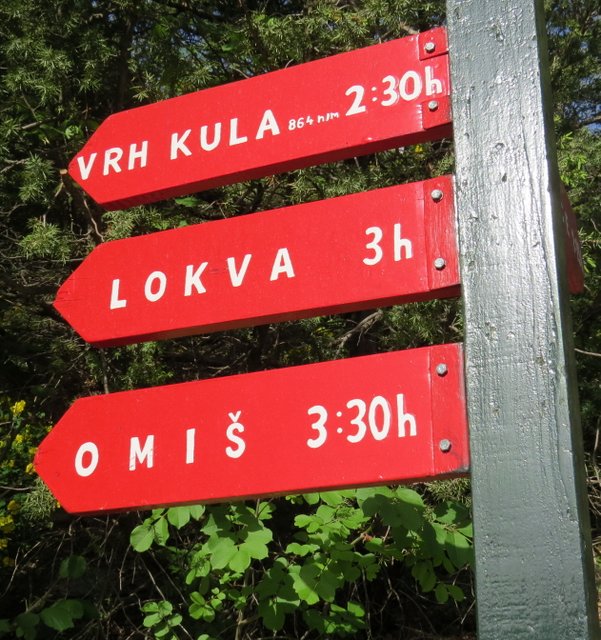 VRH KULA 864 n/m 2:30h
LOKVA 3h
OMIŠ 3:30h